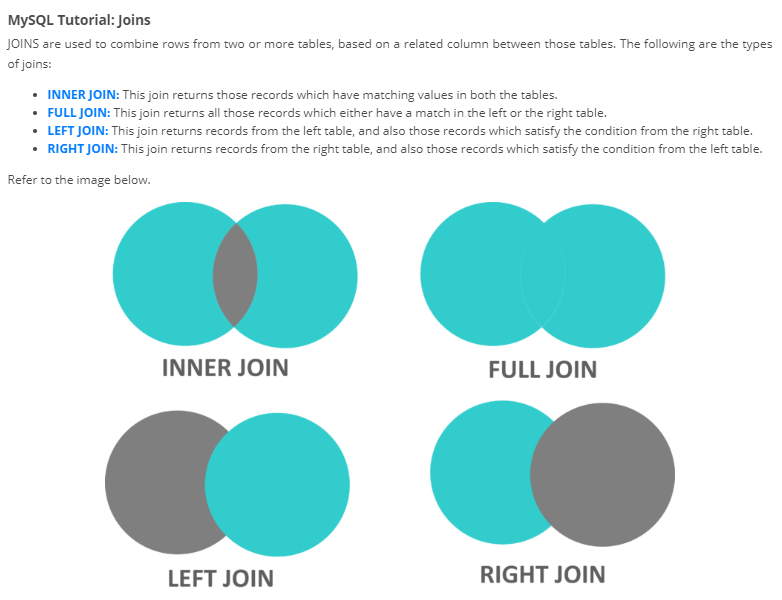 MySQL Tutorial: Joins
JOINS are used to combine rows from two or more tables, based on a related column between those tables. The following are the types
of joins:
• INNER JOIN: This join returns those records which have matching values in both the tables.
• FULL JOIN: This join returns all those records which either have a match in the left or the right table.
• LEFT JOIN: This join returns records from the left table, and also those records which satisfy the condition from the right table.
• RIGHT JOIN: This join returns records from the right table, and also those records which satisfy the condition from the left table.
Refer to the image below.
INNER JOIN
FULL JOIN
LEFT JOIN
RIGHT JOIN